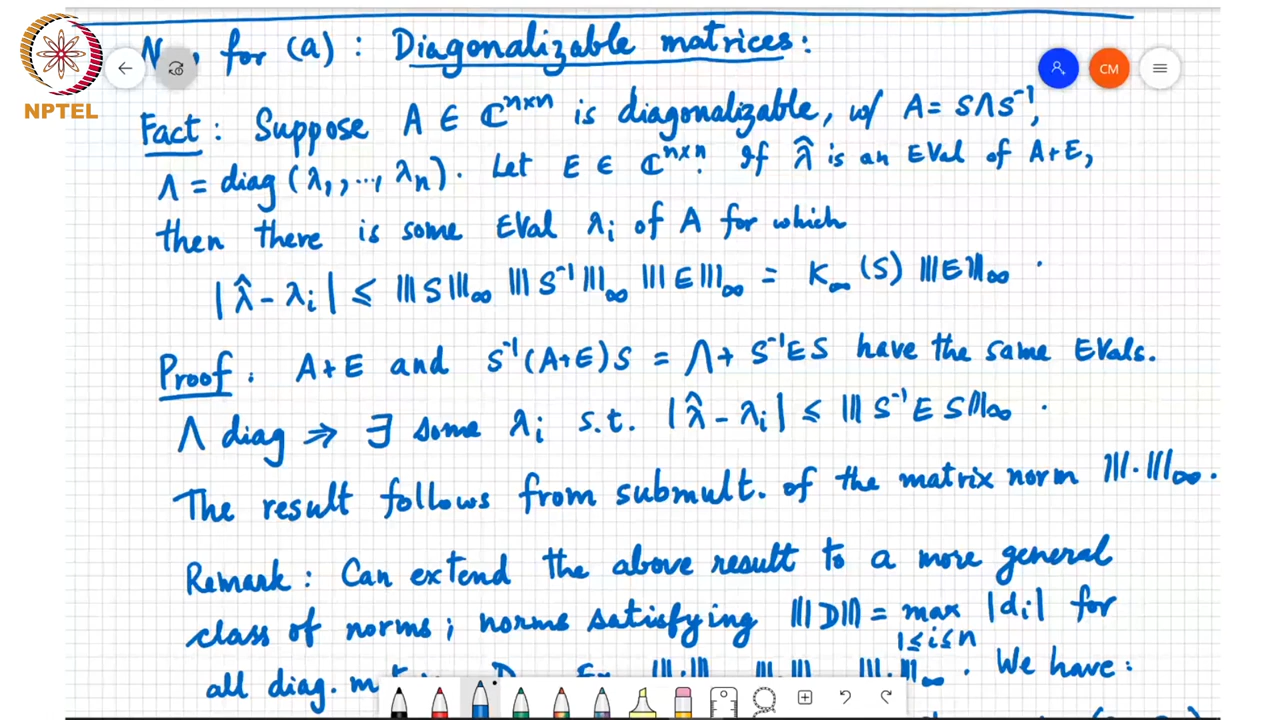 NPTEL
CM
for (a) : Diagonalizable matrices:
Fact : Suppose A ∈ ℂⁿˣⁿ is diagonalizable, w/ A = SΛS⁻¹,
Λ = diag (λ₁, ..., λₙ). Let E ∈ ℂⁿˣⁿ. If λ̂ is an EVal of A+E,
then there is some EVal λᵢ of A for which
|λ̂ - λᵢ| ≤ |||S|||∞ |||S⁻¹|||∞ |||E|||∞ = K∞(S) |||E|||∞ .
Proof : A+E and S⁻¹(A+E)S = Λ + S⁻¹ES have the same EVals.
Λ diag ⇒ ∃ some λᵢ s.t. |λ̂ - λᵢ| ≤ |||S⁻¹ES|||∞ .
The result follows from submult. of the matrix norm |||·|||∞.
Remark : Can extend the above result to a more general
class of norms; norms satisfying |||D||| = max |dᵢ| for
1≤i≤n
all diag. |||·||| |||·||| |||·|||∞. We have: